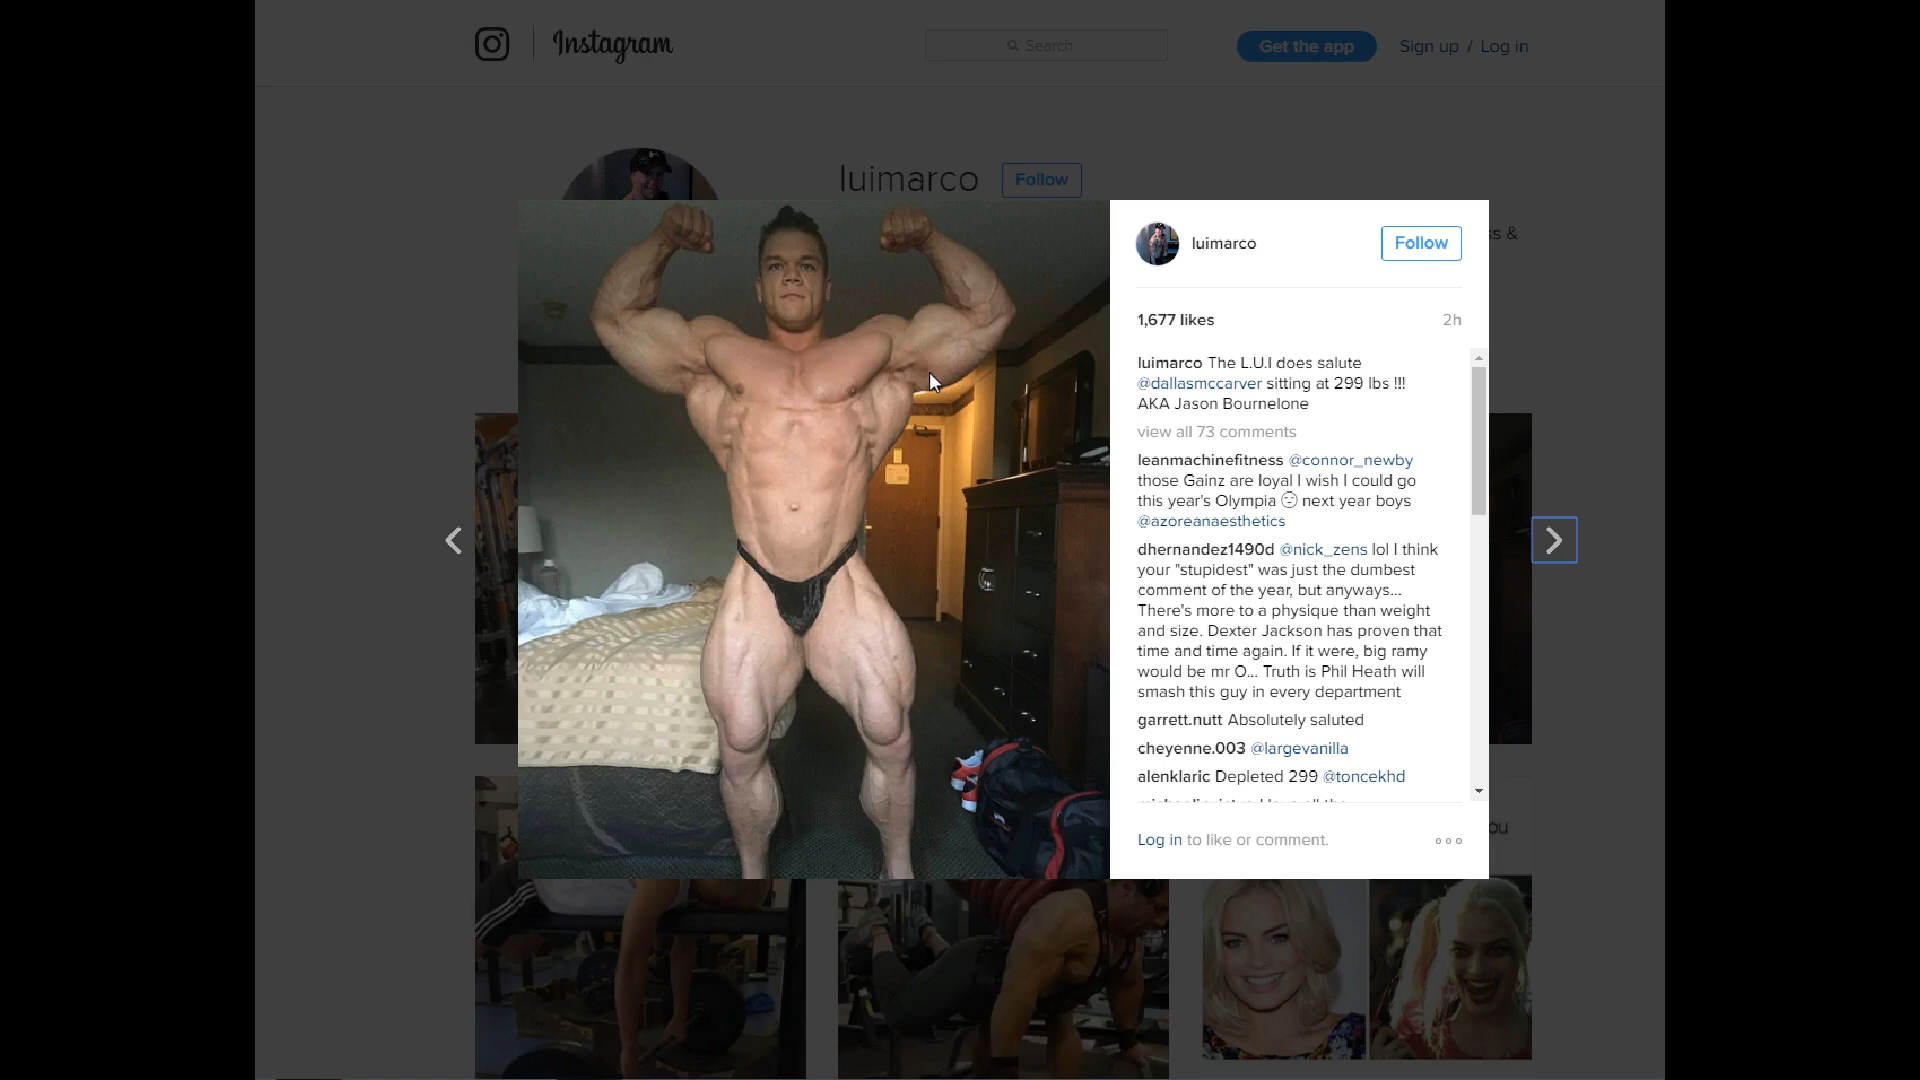 Instagram
Search
Get the app
Sign up / Log in
luimarco
Follow
ss &
luimarco
Follow
1,677 likes
2h
luimarco The L.U.I does salute
@dallasmccarver sitting at 299 lbs !!!
AKA Jason Bournelone
view all 73 comments
leanmachinefitness @connor_newby
those Gainz are loyal I wish I could go
this year's Olympia 😔 next year boys
@azoreanaesthetics
dhernandez1490d @nick_zens lol I think
your "stupidest" was just the dumbest
comment of the year, but anyways...
There's more to a physique than weight
and size. Dexter Jackson has proven that
time and time again. If it were, big ramy
would be mr O... Truth is Phil Heath will
smash this guy in every department
garrett.nutt Absolutely saluted
cheyenne.003 @largevanilla
alenklaric Depleted 299 @toncekhd
Log in to like or comment.
ou